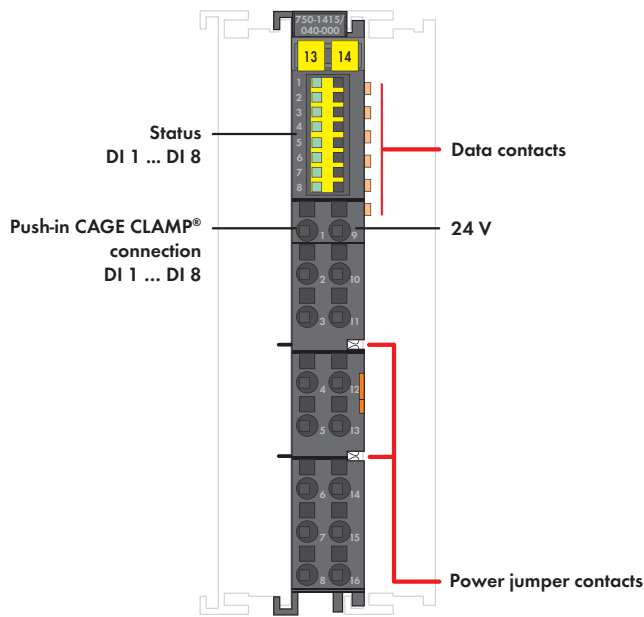 750-1415/
040-000
13 14
1
2
3
4
5
6
7
8
Status
DI 1 ... DI 8
Data contacts
Push-in CAGE CLAMP®
connection
DI 1 ... DI 8
24 V
1 9
2 10
3 11
4 12
5 13
6 14
7 15
8 16
Power jumper contacts